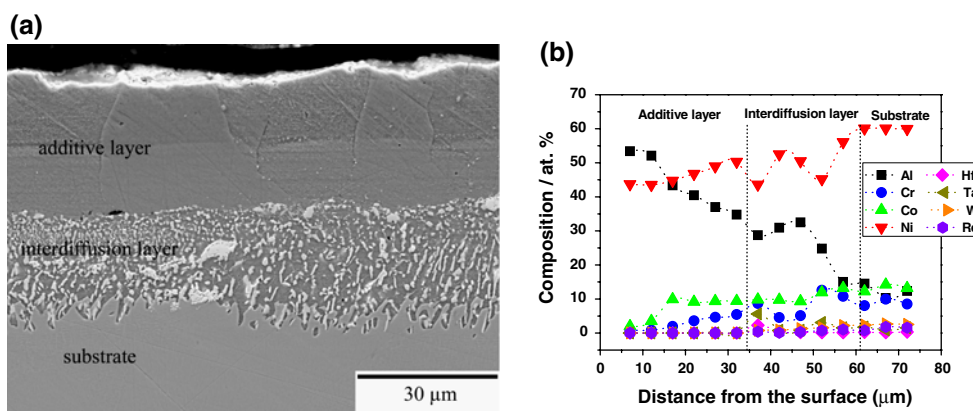 (a)
additive layer
interdiffusion layer
substrate
30 µm
(b)
Composition / at. %
70
60
50
40
30
20
10
0
Additive layer
Interdiffusion layer
Substrate
Al
Cr
Co
Ni
Hf
Ta
W
Re
0 10 20 30 40 50 60 70 80
Distance from the surface (µm)